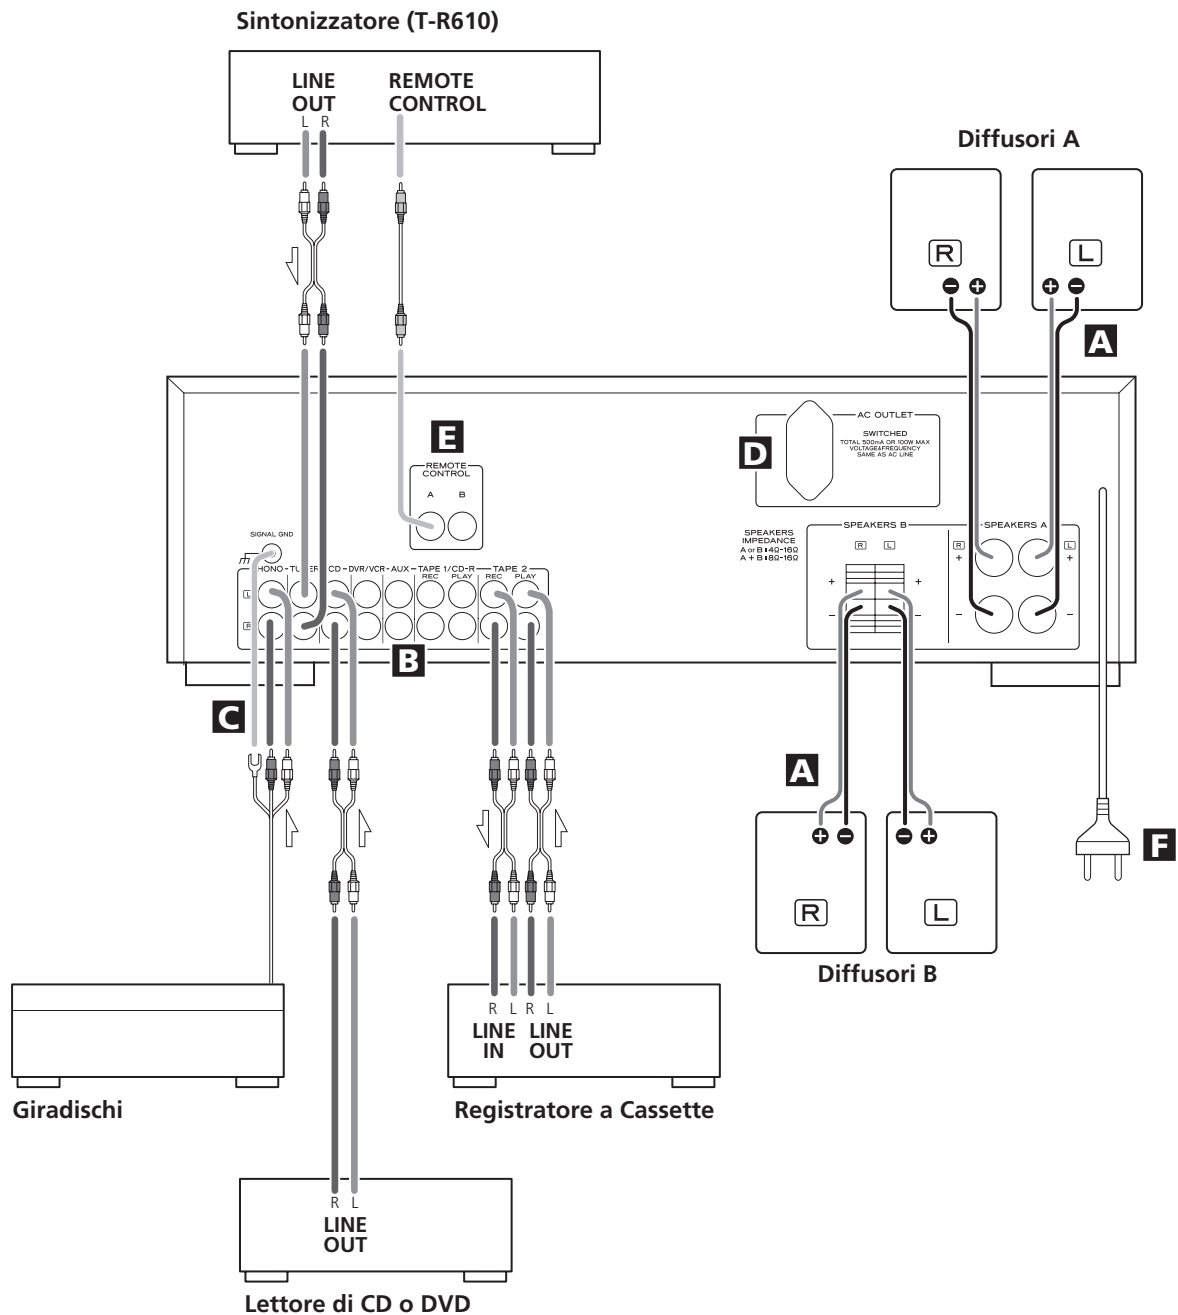 Sintonizzatore (T-R610)
LINE OUT
REMOTE CONTROL
L R
Diffusori A
R
L
A
E
REMOTE CONTROL
A B
D
AC OUTLET
SWITCHED
TOTAL 500mA OR 100W MAX
VOLTAGE&FREQUENCY
SAME AS AC LINE
SPEAKERS IMPEDANCE
A or B : 4Ω-16Ω
A + B : 8Ω-16Ω
SPEAKERS B
R L
+ +
- -
SPEAKERS A
R L
+ +
- -
SIGNAL GND
PHONO TUNER CD DVR/VCR AUX TAPE 1/CD-R TAPE 2
REC PLAY REC PLAY
L
R
B
C
A
F
R
L
Diffusori B
R L R L
LINE IN
LINE OUT
Giradischi
Registratore a Cassette
R L
LINE OUT
Lettore di CD o DVD